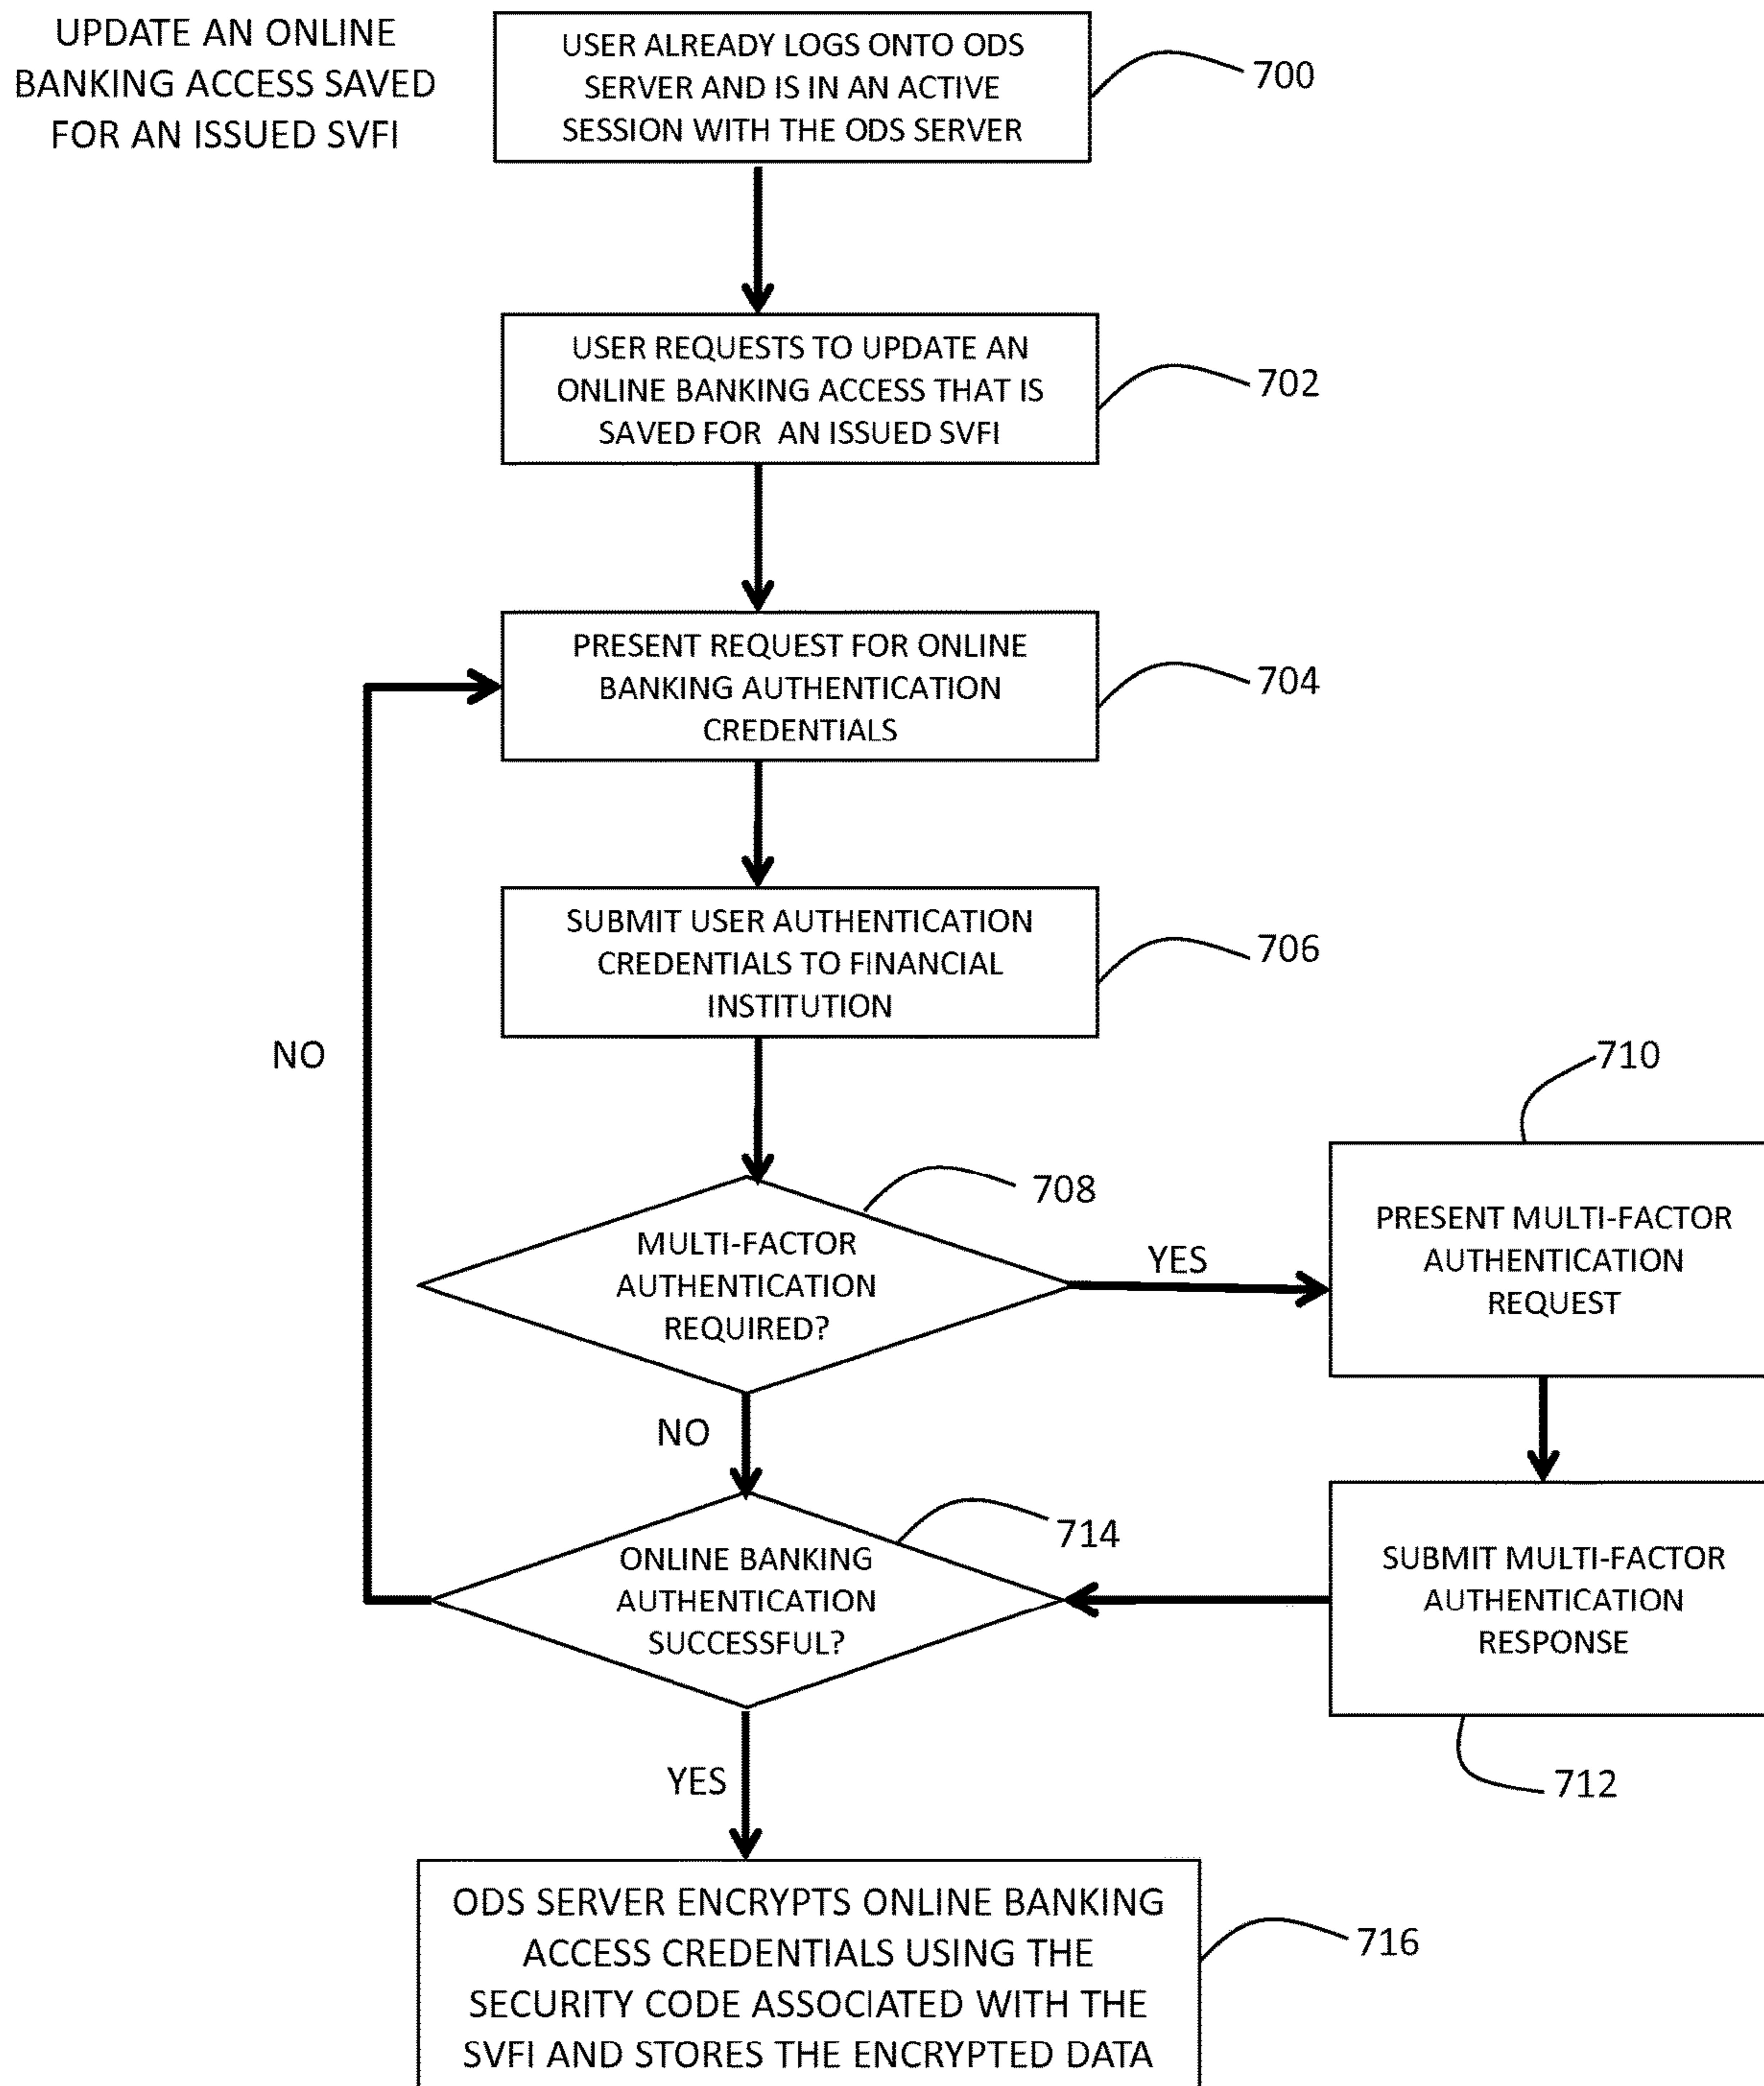 UPDATE AN ONLINE
BANKING ACCESS SAVED
FOR AN ISSUED SVFI
USER ALREADY LOGS ONTO ODS
SERVER AND IS IN AN ACTIVE
SESSION WITH THE ODS SERVER
700
USER REQUESTS TO UPDATE AN
ONLINE BANKING ACCESS THAT IS
SAVED FOR AN ISSUED SVFI
702
PRESENT REQUEST FOR ONLINE
BANKING AUTHENTICATION
CREDENTIALS
704
SUBMIT USER AUTHENTICATION
CREDENTIALS TO FINANCIAL
INSTITUTION
706
NO
708
MULTI-FACTOR
AUTHENTICATION
REQUIRED?
YES
710
PRESENT MULTI-FACTOR
AUTHENTICATION
REQUEST
NO
714
ONLINE BANKING
AUTHENTICATION
SUCCESSFUL?
SUBMIT MULTI-FACTOR
AUTHENTICATION
RESPONSE
712
YES
ODS SERVER ENCRYPTS ONLINE BANKING
ACCESS CREDENTIALS USING THE
SECURITY CODE ASSOCIATED WITH THE
SVFI AND STORES THE ENCRYPTED DATA
716